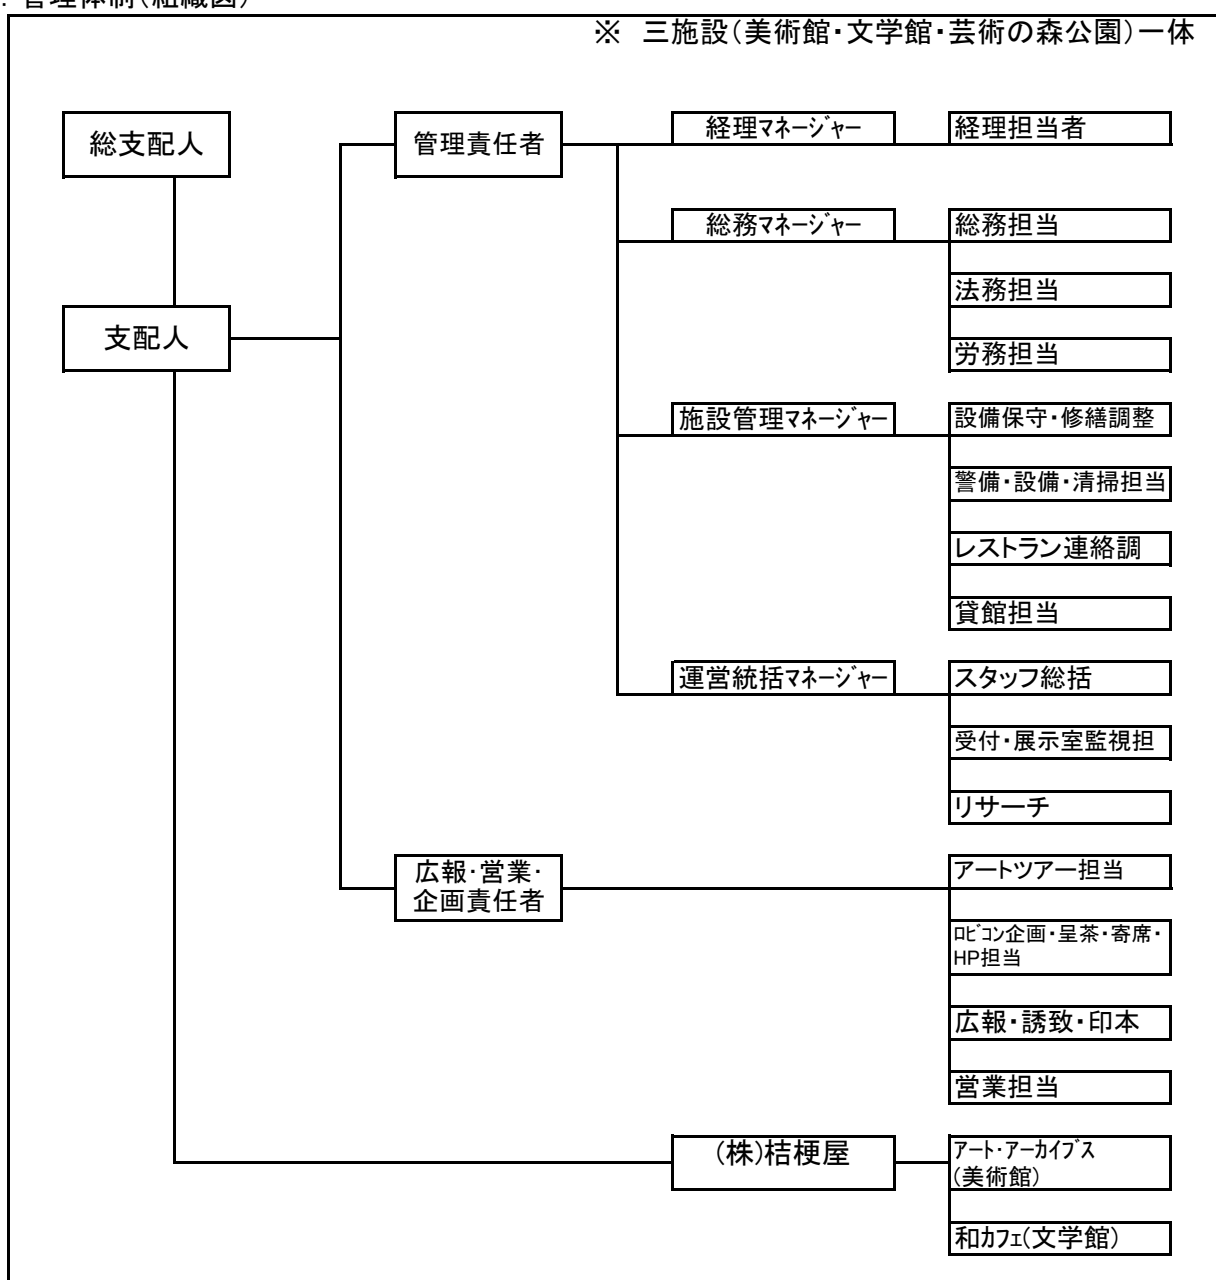 管理体制(組織図)
※ 三施設(美術館・文学館・芸術の森公園)一体
総支配人
管理責任者
経理マネージャー
経理担当者
総務マネージャー
総務担当
法務担当
支配人
労務担当
施設管理マネージャー
設備保守・修繕調整
警備・設備・清掃担当
レストラン連絡調
貸館担当
運営統括マネージャー
スタッフ総括
受付・展示室監視担
リサーチ
広報・営業・
企画責任者
アートツアー担当
ロビコン企画・呈茶・寄席・
HP担当
広報・誘致・印本
営業担当
(株)桔梗屋
アート・アーカイブス
(美術館)
和カフェ(文学館)